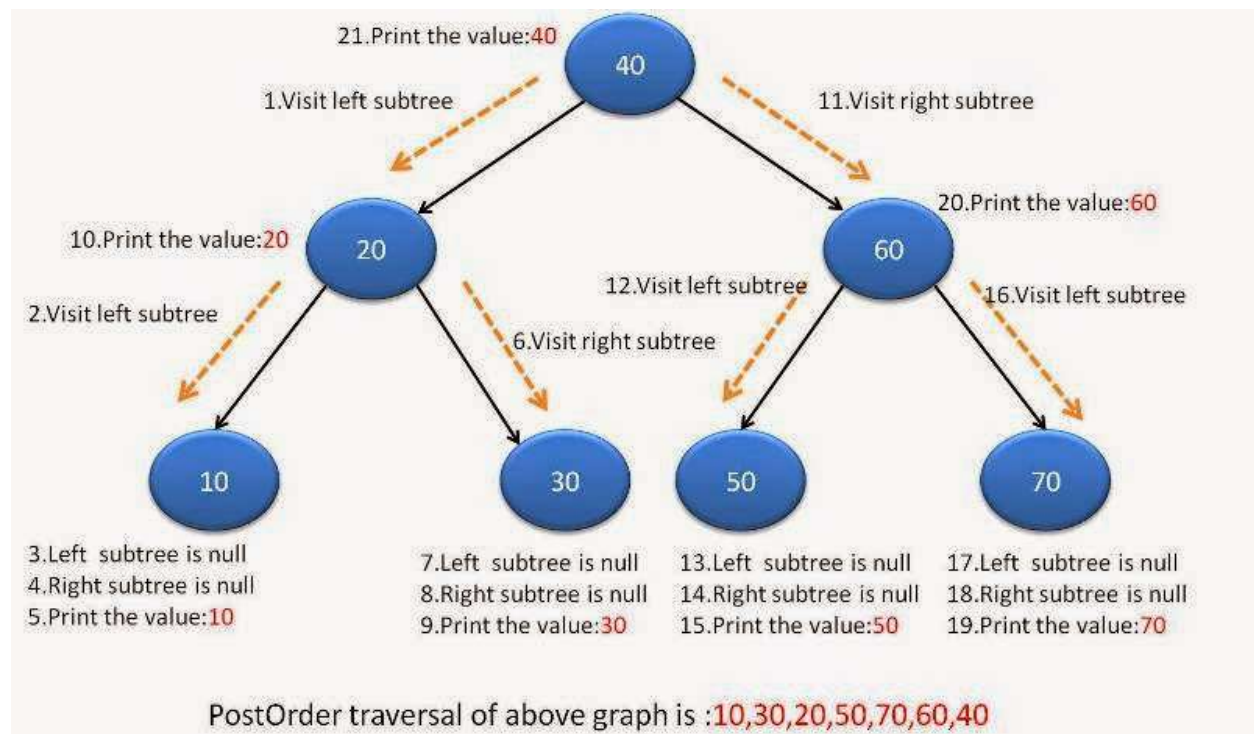 21.Print the value:40
40
1.Visit left subtree
11.Visit right subtree
20.Print the value:60
10.Print the value:20
20
60
12.Visit left subtree
16.Visit left subtree
2.Visit left subtree
6.Visit right subtree
10
30
50
70
3.Left subtree is null
4.Right subtree is null
5.Print the value:10
7.Left subtree is null
8.Right subtree is null
9.Print the value:30
13.Left subtree is null
14.Right subtree is null
15.Print the value:50
17.Left subtree is null
18.Right subtree is null
19.Print the value:70
PostOrder traversal of above graph is :10,30,20,50,70,60,40